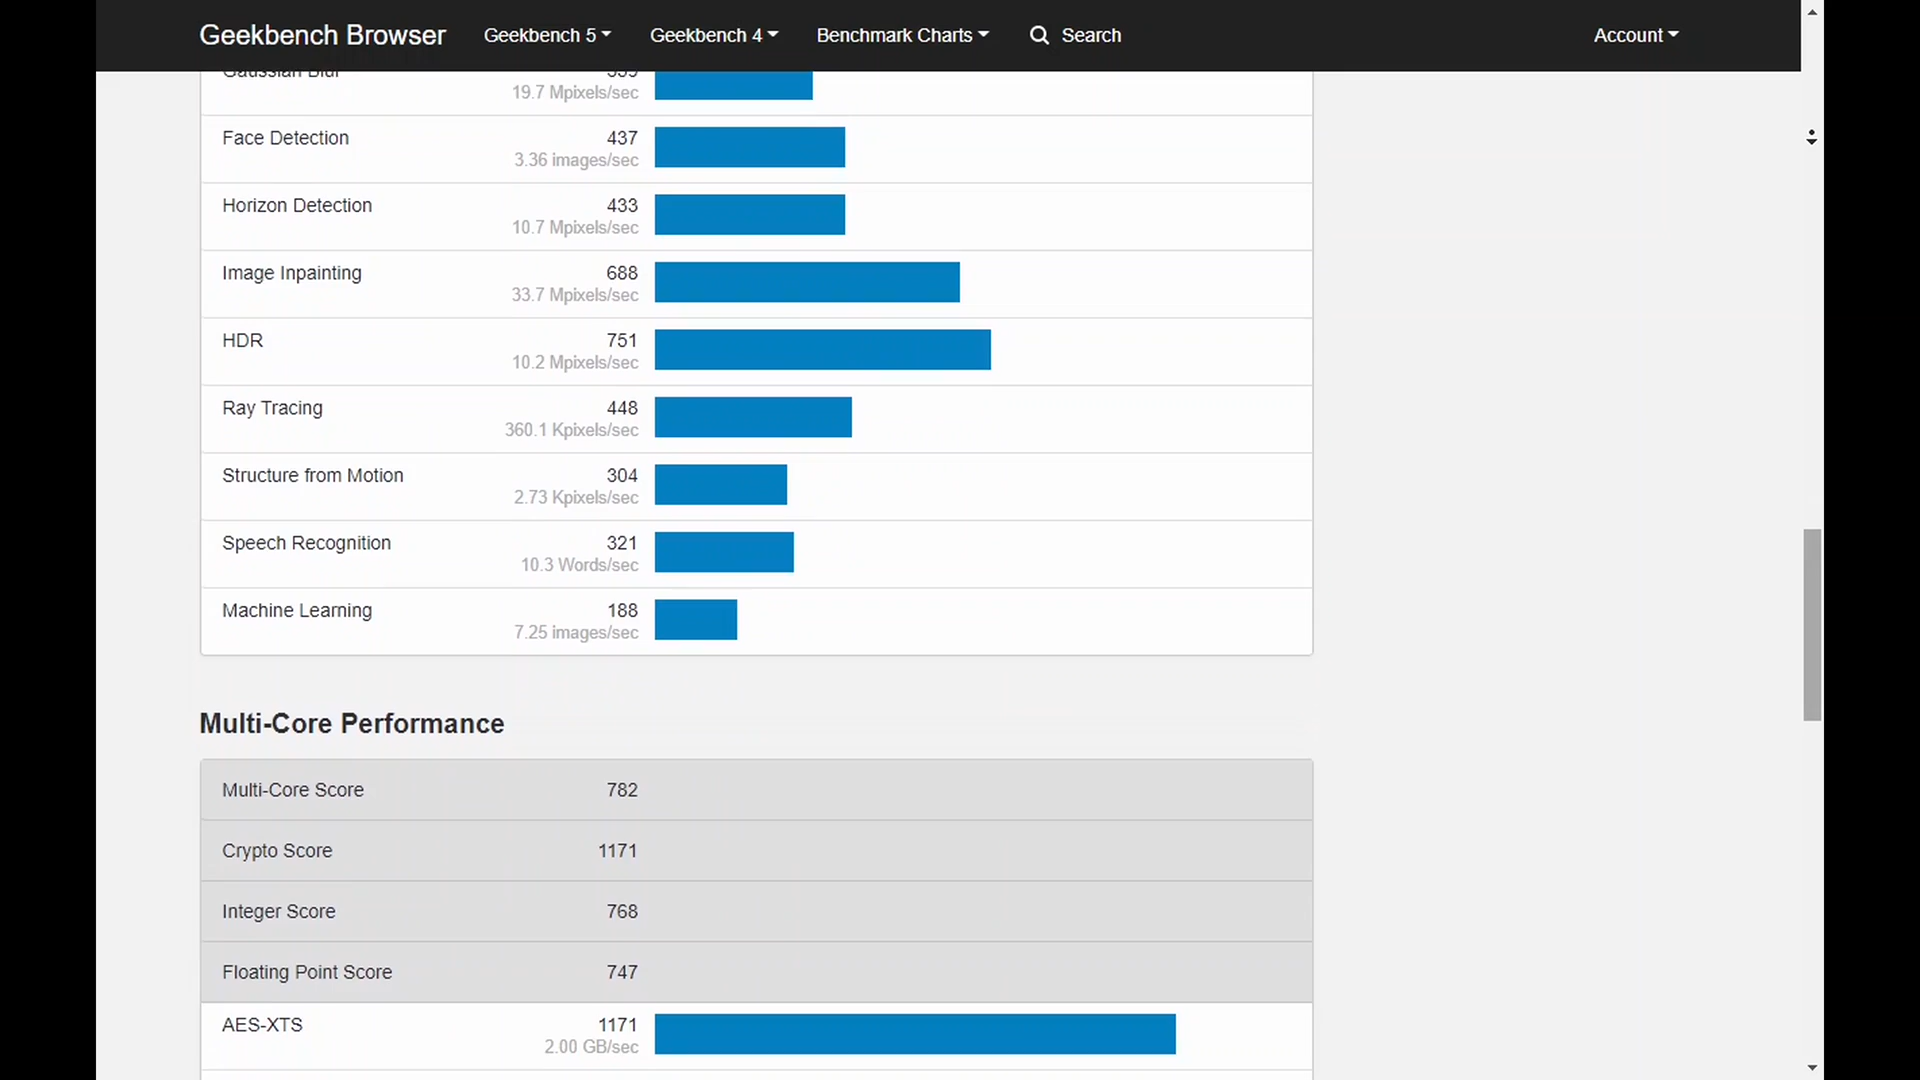 Geekbench Browser Geekbench 5 Geekbench 4 Benchmark Charts Search Account
Gaussian Blur 339
19.7 Mpixels/sec
Face Detection 437
3.36 images/sec
Horizon Detection 433
10.7 Mpixels/sec
Image Inpainting 688
33.7 Mpixels/sec
HDR 751
10.2 Mpixels/sec
Ray Tracing 448
360.1 Kpixels/sec
Structure from Motion 304
2.73 Kpixels/sec
Speech Recognition 321
10.3 Words/sec
Machine Learning 188
7.25 images/sec
Multi-Core Performance
Multi-Core Score 782
Crypto Score 1171
Integer Score 768
Floating Point Score 747
AES-XTS 1171
2.00 GB/sec